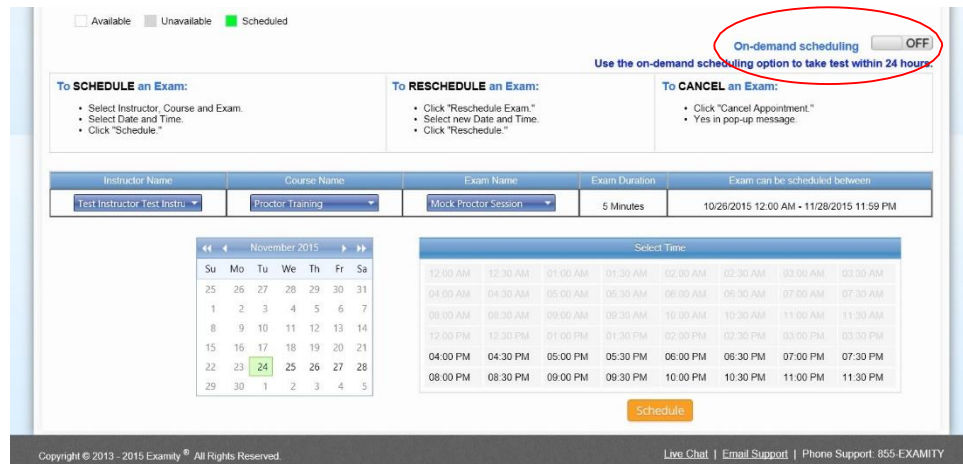 Available Unavailable Scheduled
On-demand scheduling OFF
Use the on-demand scheduling option to take test within 24 hours.
To SCHEDULE an Exam:
• Select Instructor, Course and Exam.
• Select Date and Time.
• Click "Schedule."
To RESCHEDULE an Exam:
• Click "Reschedule Exam."
• Select new Date and Time.
• Click "Reschedule."
To CANCEL an Exam:
• Click "Cancel Appointment."
• Yes in pop-up message.
Instructor Name Course Name Exam Name Exam Duration Exam can be scheduled between
Test Instructor Test Instru Proctor Training Mock Proctor Session 5 Minutes 10/26/2015 12:00 AM - 11/28/2015 11:59 PM
November 2015
Su Mo Tu We Th Fr Sa
25 26 27 28 29 30 31
1 2 3 4 5 6 7
8 9 10 11 12 13 14
15 16 17 18 19 20 21
22 23 24 25 26 27 28
29 30 1 2 3 4 5
Select Time
12:00 AM 12:30 AM 01:00 AM 01:30 AM 02:00 AM 02:30 AM 03:00 AM 03:30 AM
04:00 AM 04:30 AM 05:00 AM 05:30 AM 06:00 AM 06:30 AM 07:00 AM 07:30 AM
08:00 AM 08:30 AM 09:00 AM 09:30 AM 10:00 AM 10:30 AM 11:00 AM 11:30 AM
12:00 PM 12:30 PM 01:00 PM 01:30 PM 02:00 PM 02:30 PM 03:00 PM 03:30 PM
04:00 PM 04:30 PM 05:00 PM 05:30 PM 06:00 PM 06:30 PM 07:00 PM 07:30 PM
08:00 PM 08:30 PM 09:00 PM 09:30 PM 10:00 PM 10:30 PM 11:00 PM 11:30 PM
Schedule
Copyright © 2013 - 2015 Examity ® All Rights Reserved. Live Chat | Email Support | Phone Support: 855-EXAMITY